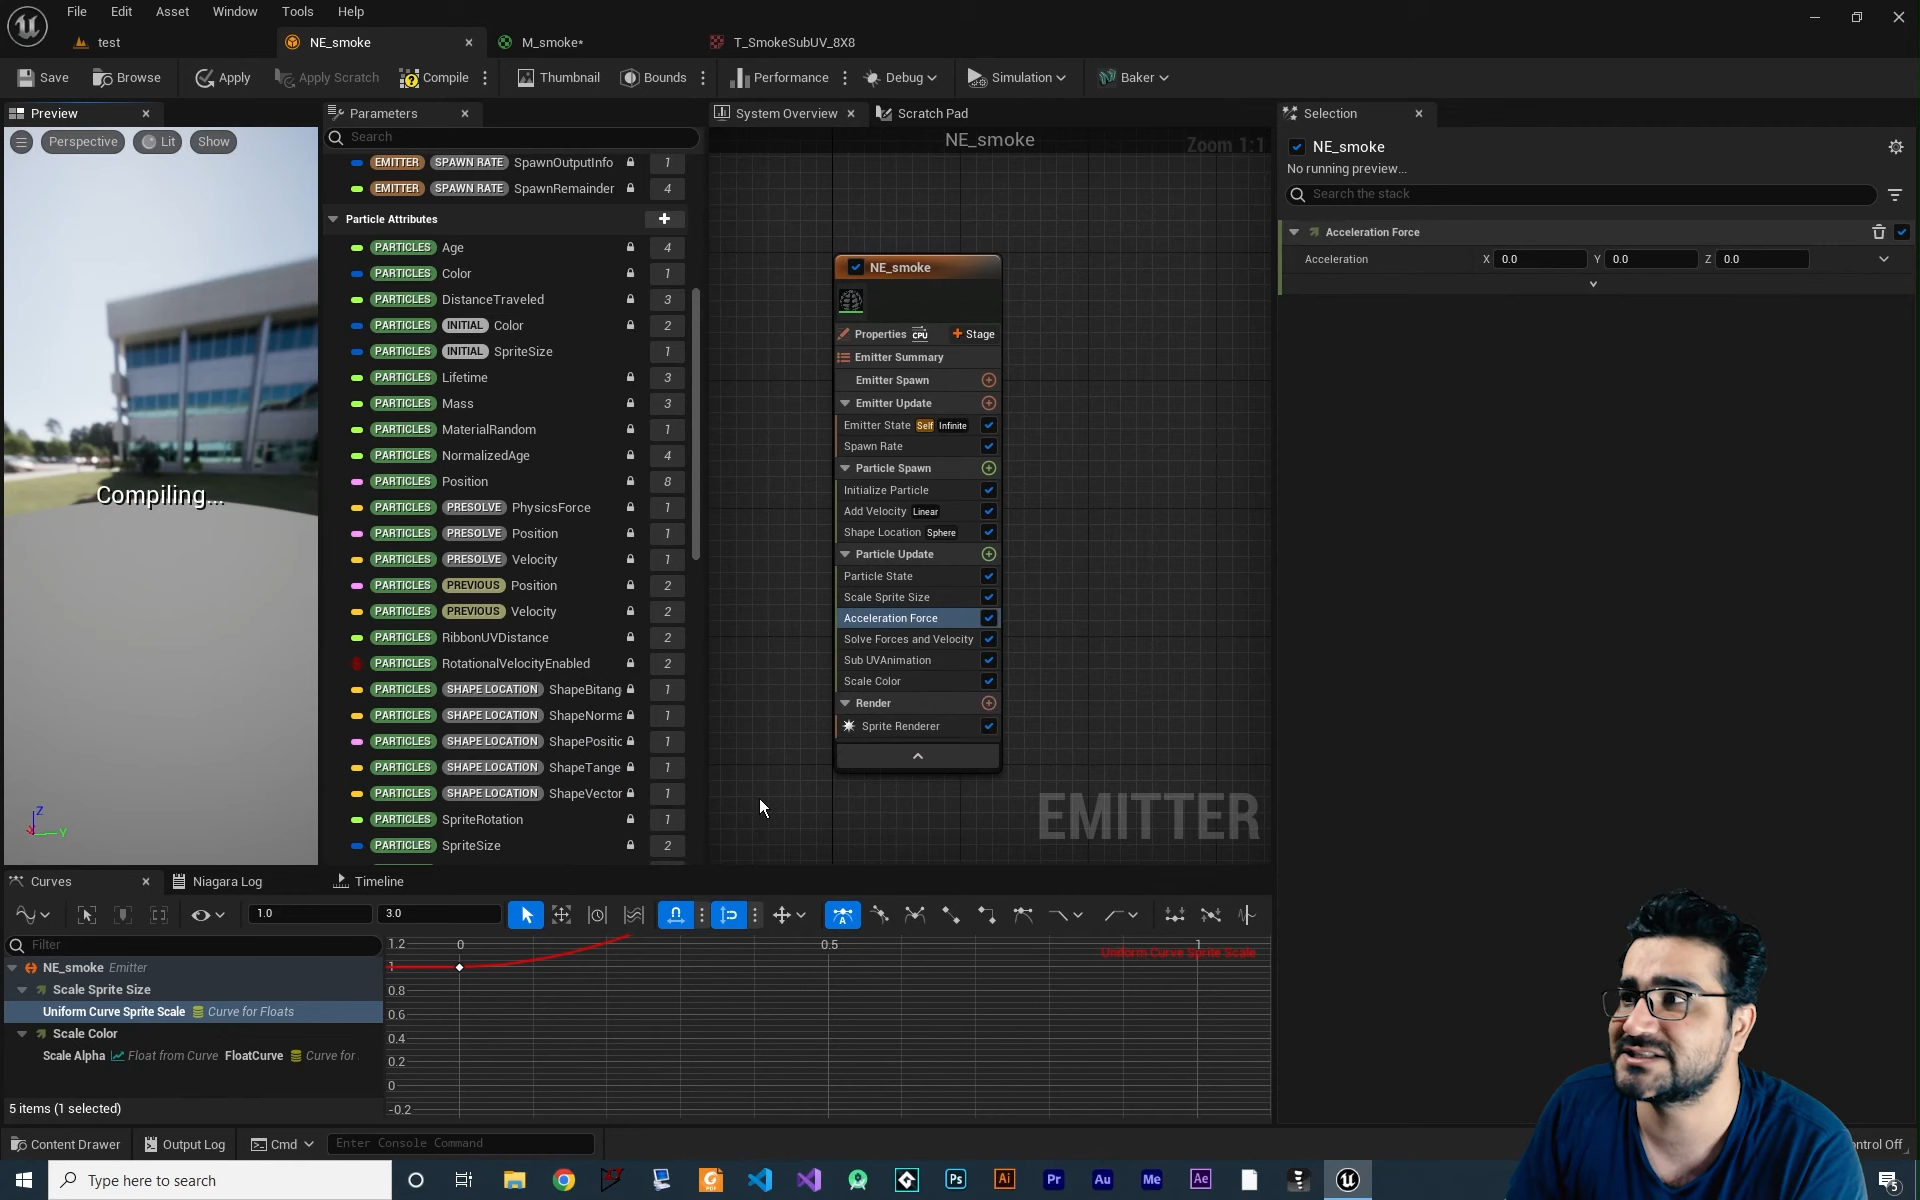 File Edit Asset Window Tools Help
test NE_smoke M_smoke* T_SmokeSubUV_8X8
Save Browse Apply Apply Scratch Compile Thumbnail Bounds Performance Debug Simulation Baker
Preview Parameters System Overview Scratch Pad Selection
Perspective Lit Show
Search
NE_smoke
Zoom 1:1
NE_smoke
No running preview...
Search the stack
Acceleration Force
Acceleration X 0.0 Y 0.0 Z 0.0
EMITTER SPAWN RATE SpawnOutputInfo 1
EMITTER SPAWN RATE SpawnRemainder 4
Particle Attributes
PARTICLES Age 4
PARTICLES Color 1
PARTICLES DistanceTraveled 3
PARTICLES INITIAL Color 2
PARTICLES INITIAL SpriteSize 1
PARTICLES Lifetime 3
PARTICLES Mass 3
PARTICLES MaterialRandom 1
PARTICLES NormalizedAge 4
PARTICLES Position 8
PARTICLES PRESOLVE PhysicsForce 1
PARTICLES PRESOLVE Position 1
PARTICLES PRESOLVE Velocity 1
PARTICLES PREVIOUS Position 2
PARTICLES PREVIOUS Velocity 2
PARTICLES RibbonUVDistance 2
PARTICLES RotationalVelocityEnabled 2
PARTICLES SHAPE LOCATION ShapeBitang 1
PARTICLES SHAPE LOCATION ShapeNorma 1
PARTICLES SHAPE LOCATION ShapePositic 1
PARTICLES SHAPE LOCATION ShapeTange 1
PARTICLES SHAPE LOCATION ShapeVector 1
PARTICLES SpriteRotation 1
PARTICLES SpriteSize 2
Compiling...
Z
Y
NE_smoke
Properties CPU Stage
Emitter Summary
Emitter Spawn
Emitter Update
Emitter State Self Infinite
Spawn Rate
Particle Spawn
Initialize Particle
Add Velocity Linear
Shape Location Sphere
Particle Update
Particle State
Scale Sprite Size
Acceleration Force
Solve Forces and Velocity
Sub UVAnimation
Scale Color
Render
Sprite Renderer
EMITTER
Curves Niagara Log Timeline
1.0 3.0
Filter
NE_smoke Emitter
Scale Sprite Size
Uniform Curve Sprite Scale Curve for Floats
Scale Color
Scale Alpha Float from Curve FloatCurve Curve for
5 items (1 selected)
0 0.5 1
Uniform Curve Sprite Scale
1.2
1
0.8
0.6
0.4
0.2
0
-0.2
Content Drawer Output Log Cmd Enter Console Command
ontrol Off
Type here to search
Ps Ai Pr Au Me Ae
5